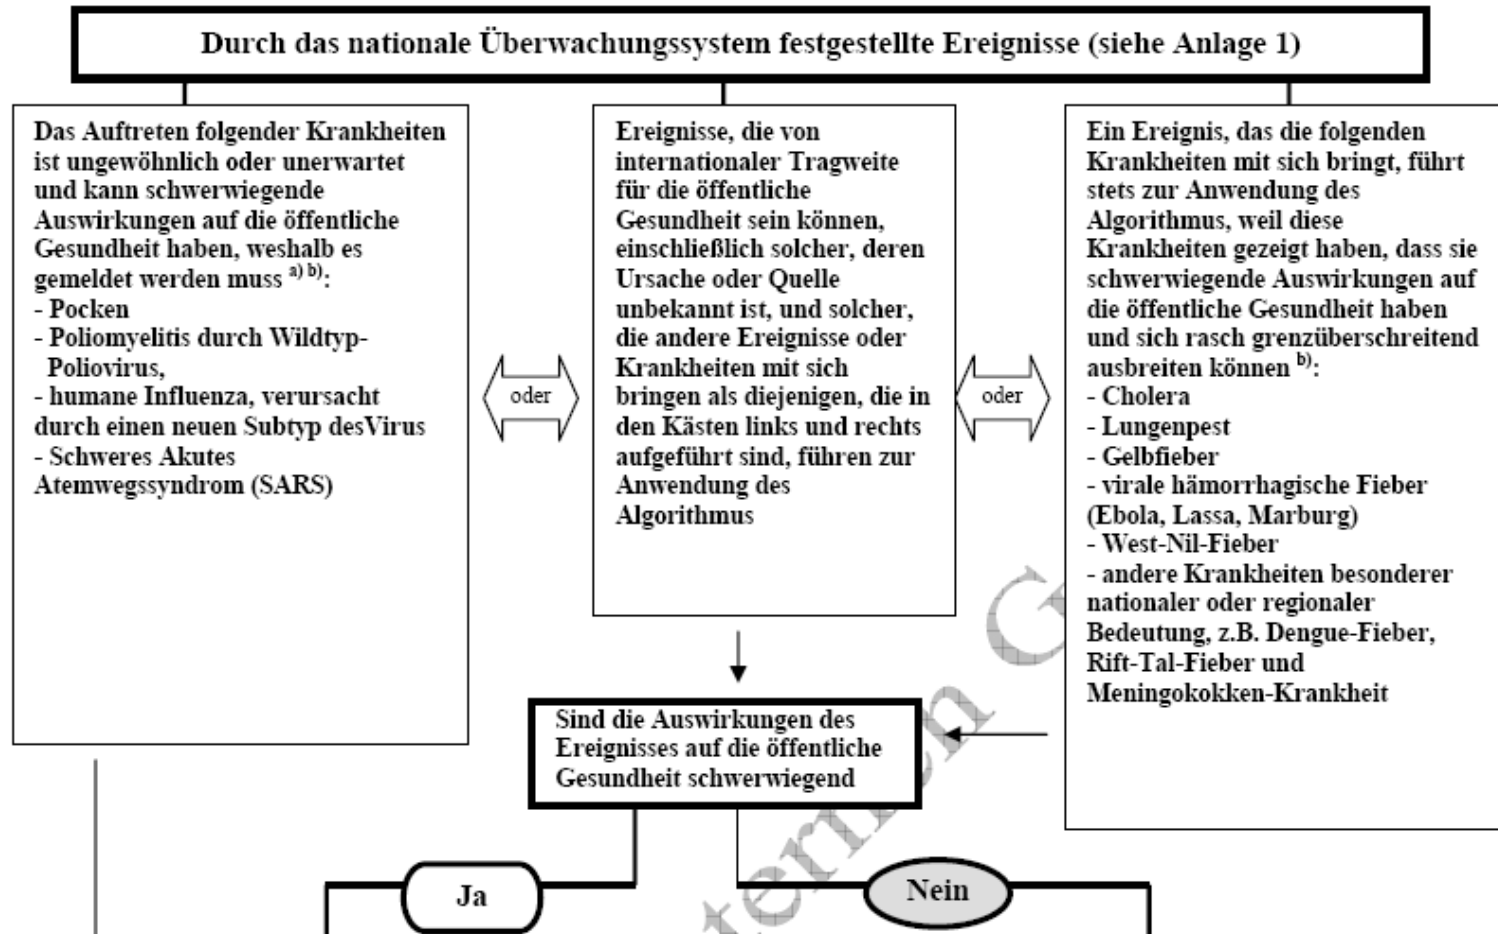 Durch das nationale Überwachungssystem festgestellte Ereignisse (siehe Anlage 1)
Das Auftreten folgender Krankheiten
ist ungewöhnlich oder unerwartet
und kann schwerwiegende
Auswirkungen auf die öffentliche
Gesundheit haben, weshalb es
gemeldet werden muss a) b):
- Pocken
- Poliomyelitis durch Wildtyp-
Poliovirus,
- humane Influenza, verursacht
durch einen neuen Subtyp desVirus
- Schweres Akutes
Atemwegssyndrom (SARS)
oder
Ereignisse, die von
internationaler Tragweite
für die öffentliche
Gesundheit sein können,
einschließlich solcher, deren
Ursache oder Quelle
unbekannt ist, und solcher,
die andere Ereignisse oder
Krankheiten mit sich
bringen als diejenigen, die in
den Kästen links und rechts
aufgeführt sind, führen zur
Anwendung des
Algorithmus
oder
Ein Ereignis, das die folgenden
Krankheiten mit sich bringt, führt
stets zur Anwendung des
Algorithmus, weil diese
Krankheiten gezeigt haben, dass sie
schwerwiegende Auswirkungen auf
die öffentliche Gesundheit haben
und sich rasch grenzüberschreitend
ausbreiten können b):
- Cholera
- Lungenpest
- Gelbfieber
- virale hämorrhagische Fieber
(Ebola, Lassa, Marburg)
- West-Nil-Fieber
- andere Krankheiten besonderer
nationaler oder regionaler
Bedeutung, z.B. Dengue-Fieber,
Rift-Tal-Fieber und
Meningokokken-Krankheit
Sind die Auswirkungen des
Ereignisses auf die öffentliche
Gesundheit schwerwiegend
Ja
Nein